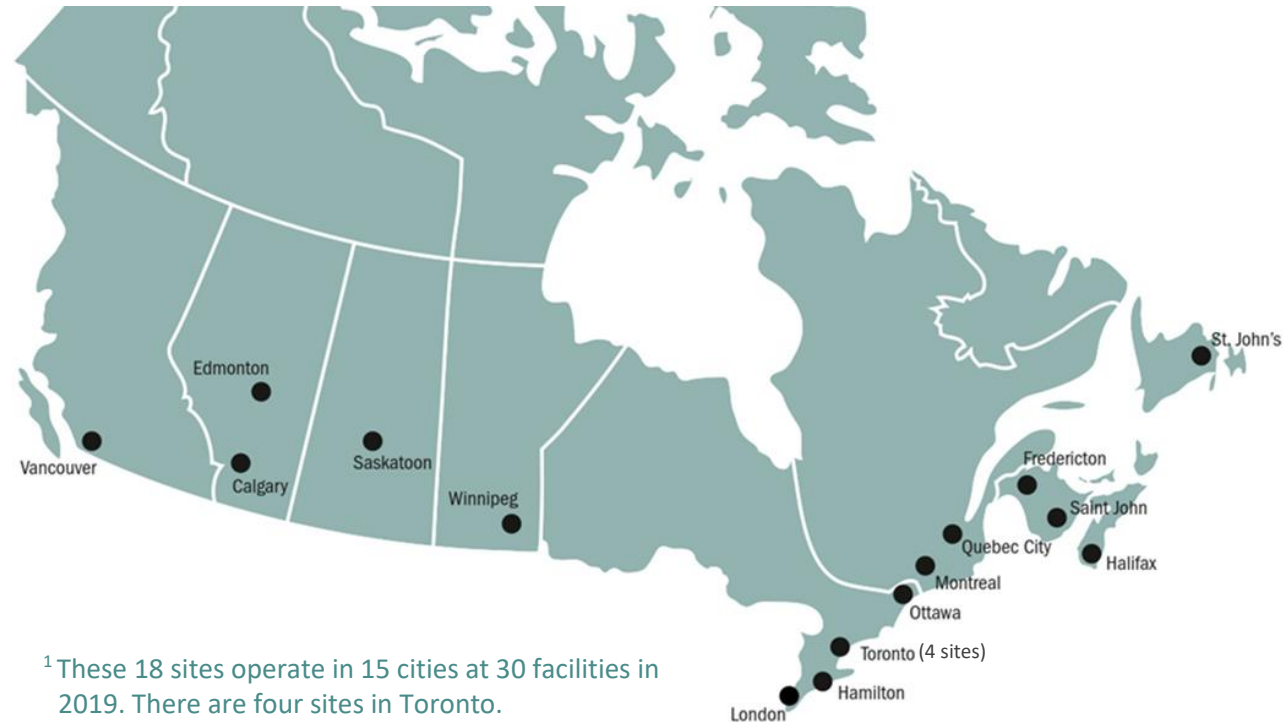 St. John's
Edmonton
Vancouver
Calgary
Saskatoon
Winnipeg
Fredericton
Saint John
Quebec City
Halifax
Montreal
Ottawa
Toronto (4 sites)
Hamilton
London
1 These 18 sites operate in 15 cities at 30 facilities in
2019. There are four sites in Toronto.